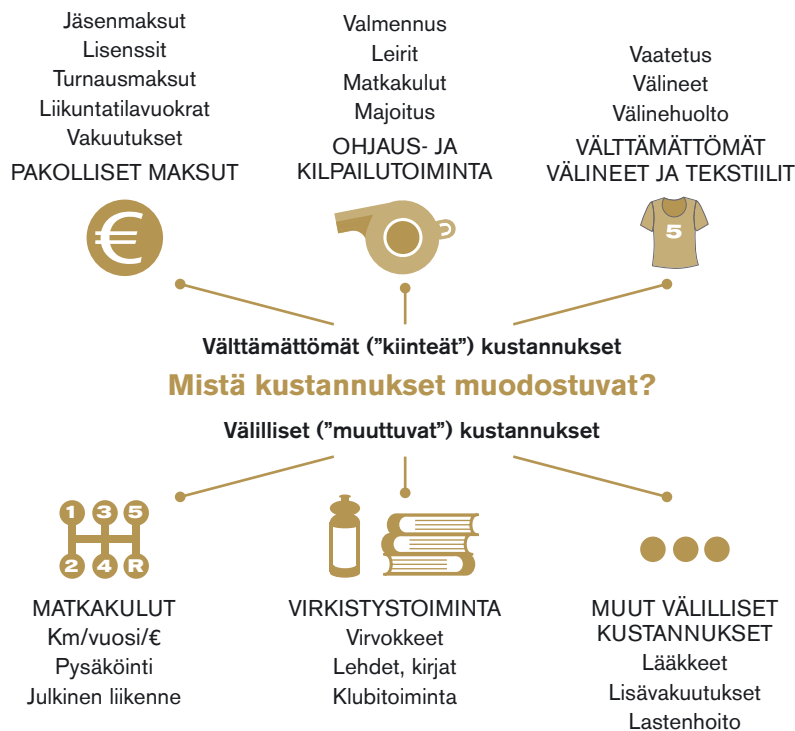 Jäsenmaksut
Lisenssit
Turnausmaksut
Liikuntatilavuokrat
Vakuutukset
PAKOLLISET MAKSUT
€
Valmennus
Leirit
Matkakulut
Majoitus
OHJAUS- JA
KILPAILUTOIMINTA
Vaatetus
Välineet
Välinehuolto
VÄLTTÄMÄTTÖMÄT
VÄLINEET JA TEKSTIILIT
5
Välttämättömät (”kiinteät”) kustannukset
Mistä kustannukset muodostuvat?
Välilliset (”muuttuvat”) kustannukset
1 3 5
2 4 R
MATKAKULUT
Km/vuosi/€
Pysäköinti
Julkinen liikenne
VIRKISTYSTOIMINTA
Virvokkeet
Lehdet, kirjat
Klubitoiminta
MUUT VÄLILLISET
KUSTANNUKSET
Lääkkeet
Lisävakuutukset
Lastenhoito